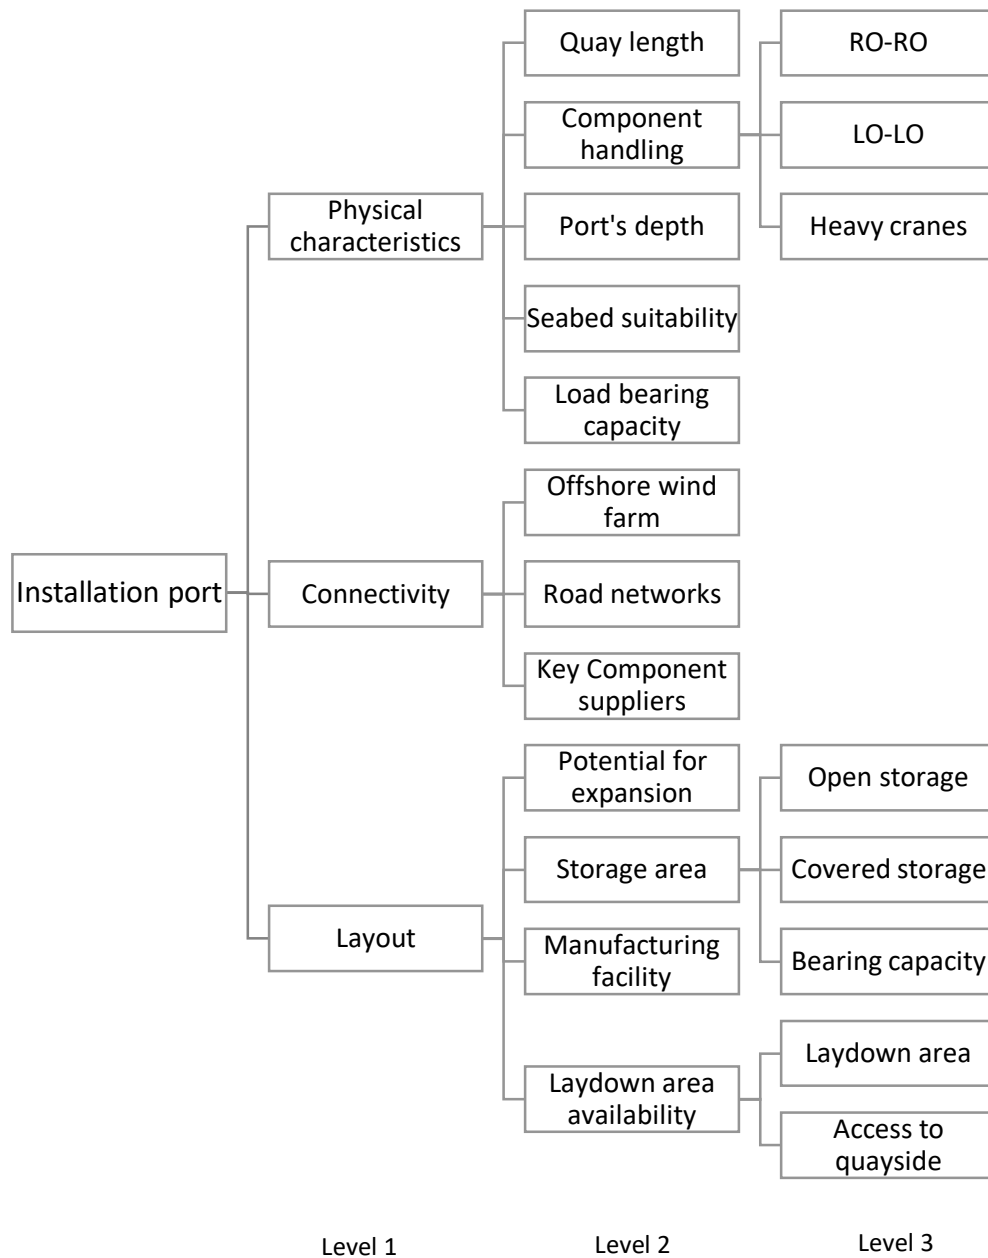 Quay length
RO-RO
Component
handling
LO-LO
Physical
characteristics
Port's depth
Heavy cranes
Seabed suitability
Load bearing
capacity
Offshore wind
farm
Installation port
Connectivity
Road networks
Key Component
suppliers
Potential for
expansion
Open storage
Storage area
Covered storage
Layout
Manufacturing
facility
Bearing capacity
Laydown area
Laydown area
availability
Access to
quayside
Level 1
Level 2
Level 3